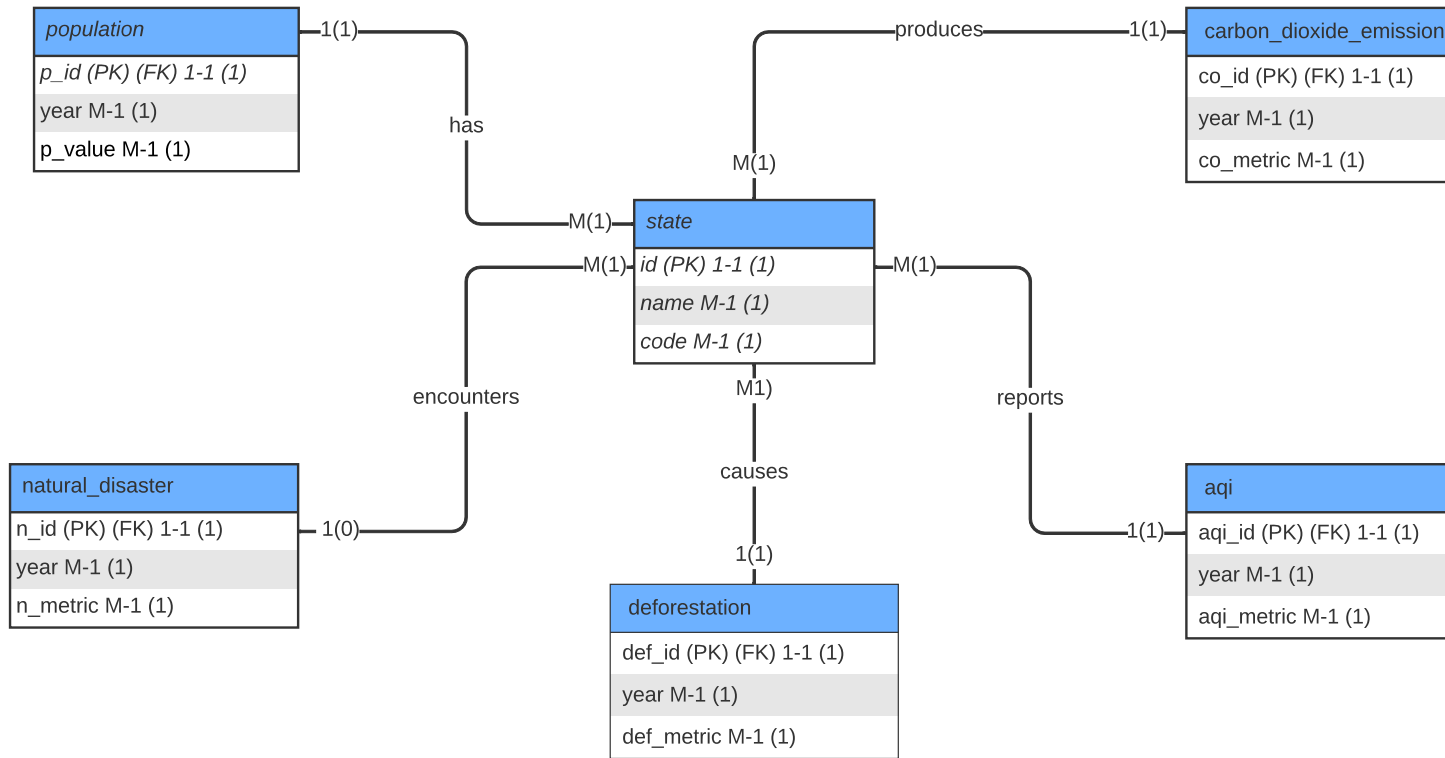 population
p_id (PK) (FK) 1-1 (1)
year M-1 (1)
p_value M-1 (1)
1(1)
has
M(1)
produces
1(1)
M(1)
carbon_dioxide_emission
co_id (PK) (FK) 1-1 (1)
year M-1 (1)
co_metric M-1 (1)
state
id (PK) 1-1 (1)
name M-1 (1)
code M-1 (1)
M(1)
encounters
1(0)
natural_disaster
n_id (PK) (FK) 1-1 (1)
year M-1 (1)
n_metric M-1 (1)
M1)
causes
1(1)
deforestation
def_id (PK) (FK) 1-1 (1)
year M-1 (1)
def_metric M-1 (1)
M(1)
reports
1(1)
aqi
aqi_id (PK) (FK) 1-1 (1)
year M-1 (1)
aqi_metric M-1 (1)